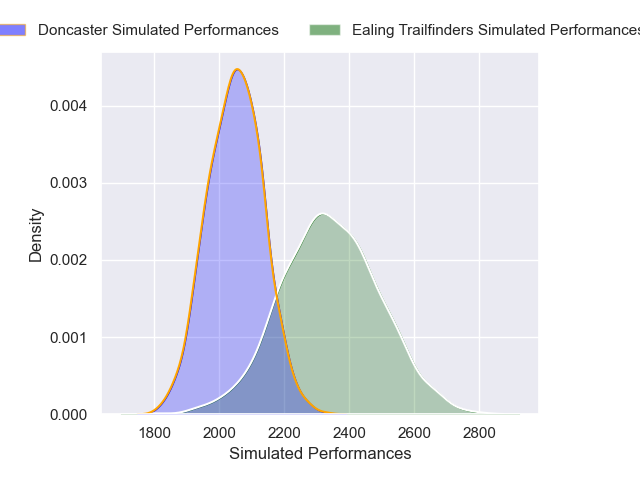 Doncaster Simulated Performances
Ealing Trailfinders Simulated Performances
0.004
0.003
0.002
0.001
0.000
Density
1800 2000 2200 2400 2600 2800
Simulated Performances